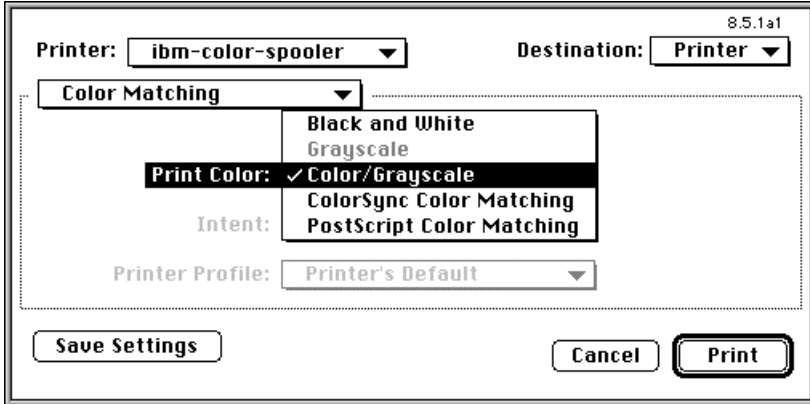 8.5.1a1
Printer: ibm-color-spooler Destination: Printer
Color Matching
Black and White
Grayscale
Print Color: ✓Color/Grayscale
ColorSync Color Matching
Intent: PostScript Color Matching
Printer Profile: Printer's Default
Save Settings
Cancel Print